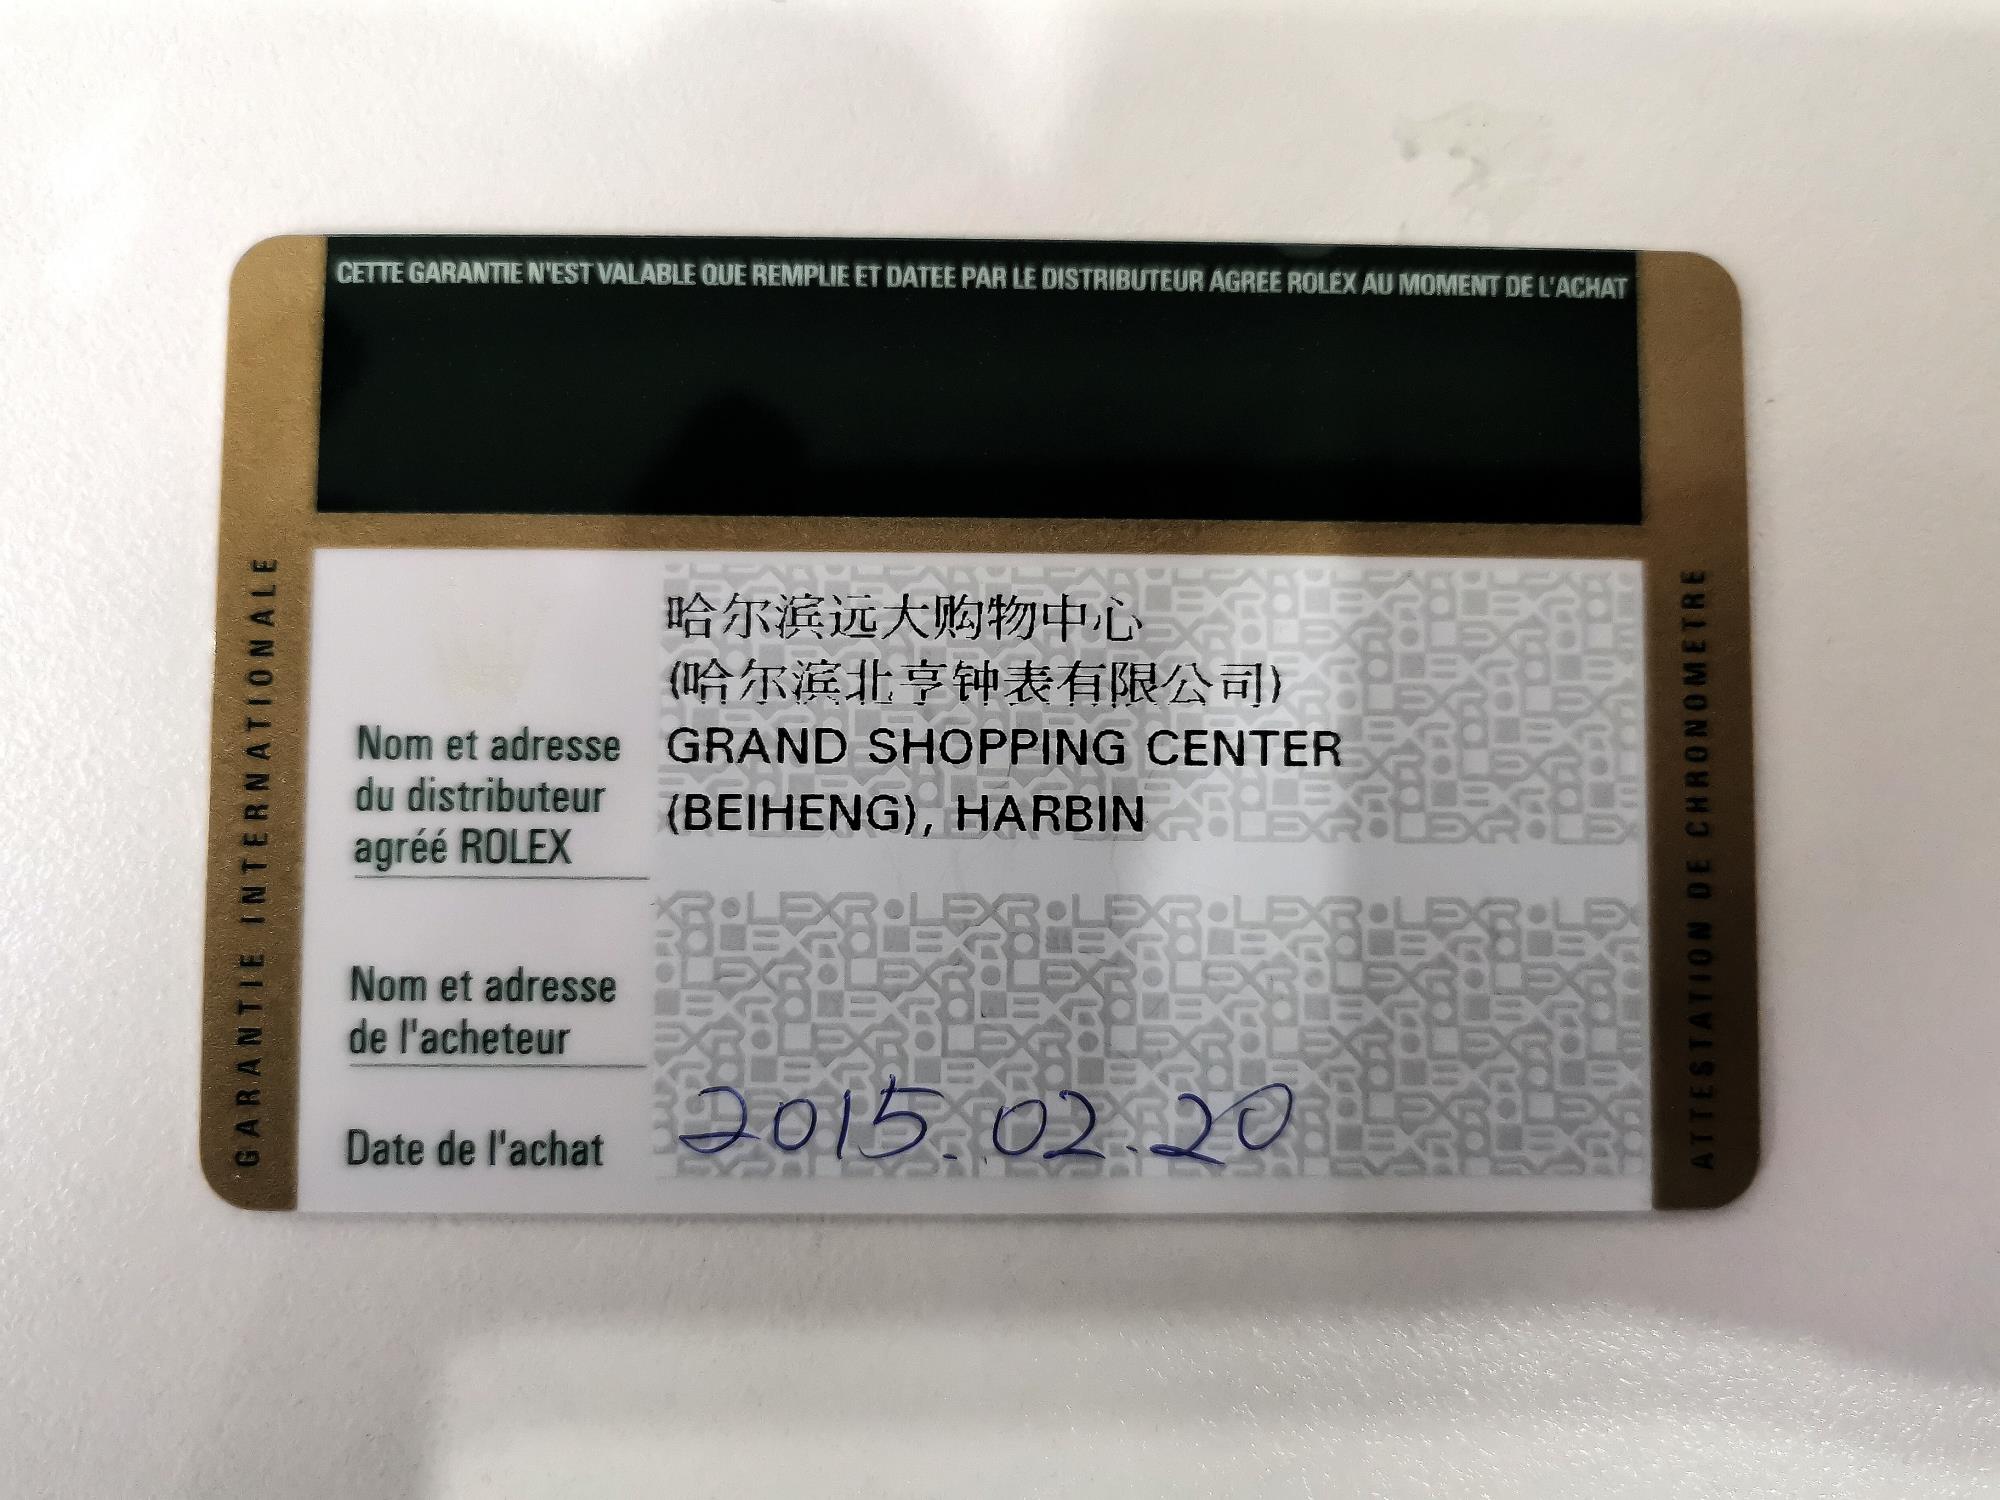 CETTE GARANTIE N'EST VALABLE QUE REMPLIE ET DATEE PAR LE DISTRIBUTEUR AGREE ROLEX AU MOMENT DE L'ACHAT
GARANTIE INTERNATIONALE
哈尔滨远大购物中心
(哈尔滨北亨钟表有限公司)
GRAND SHOPPING CENTER
(BEIHENG), HARBIN
Nom et adresse
du distributeur
agréé ROLEX
Nom et adresse
de l'acheteur
Date de l'achat
2015.02.20
ATTESTATION DE CHRONOMETRE